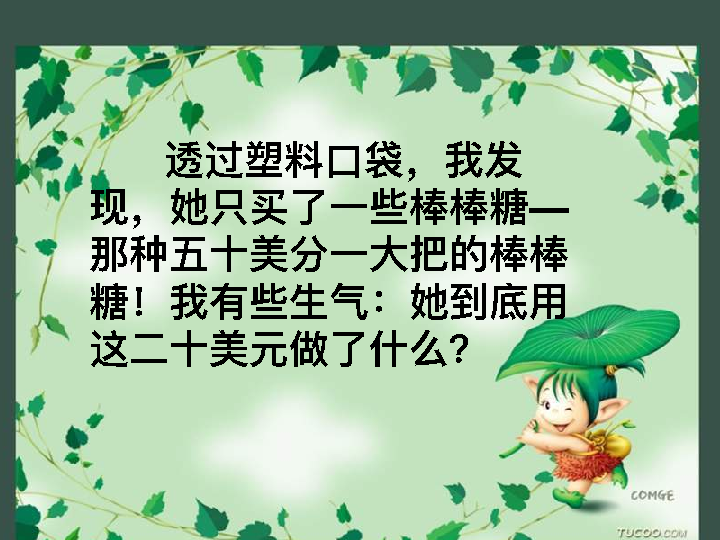 透过塑料口袋，我发
现，她只买了一些棒棒糖—
那种五十美分一大把的棒棒
糖！我有些生气：她到底用
这二十美元做了什么？
COMGE
TUCOO.COM